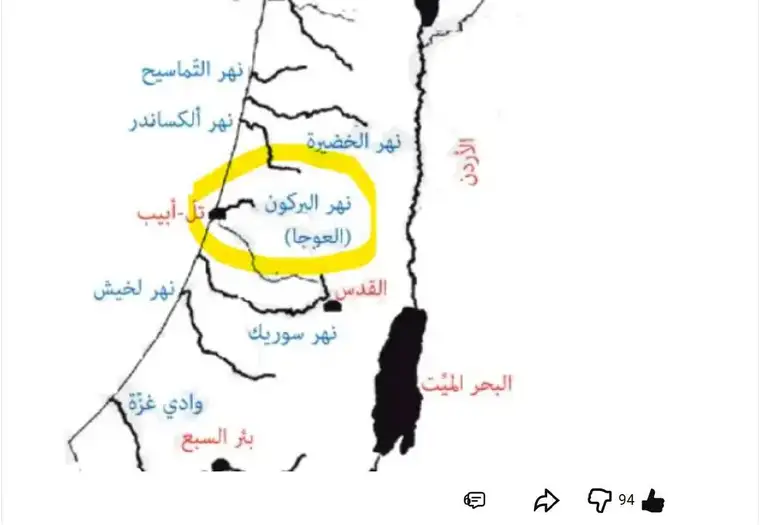 نهر التّماسيح
نهر ألكساندر
نهر الخضيرة
الأردن
نهر البركون
(العوجا)
تل-أبيب
القدس
نهر لخيش
نهر سوريك
البحر الميِّت
وادي غزّة
بئر السبع
94